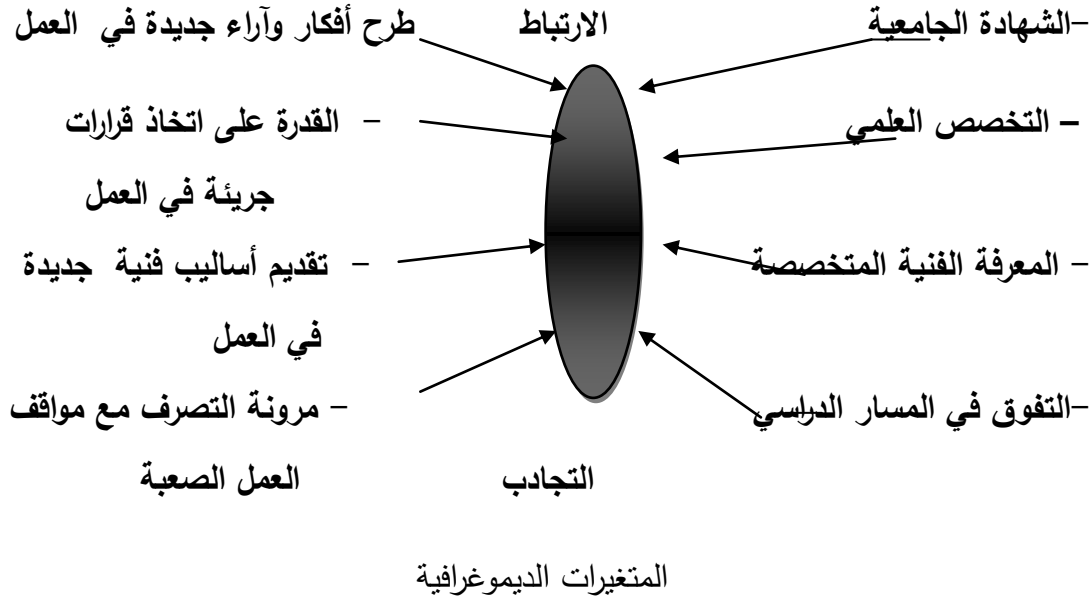 -الشهادة الجامعية
الارتباط
طرح أفكار وآراء جديدة في العمل
– التخصص العلمي
- القدرة على اتخاذ قرارات
جريئة في العمل
- المعرفة الفنية المتخصصة
- تقديم أساليب فنية جديدة
في العمل
-التفوق في المسار الدراسي
- مرونة التصرف مع مواقف
العمل الصعبة
التجادب
المتغيرات الديموغرافية